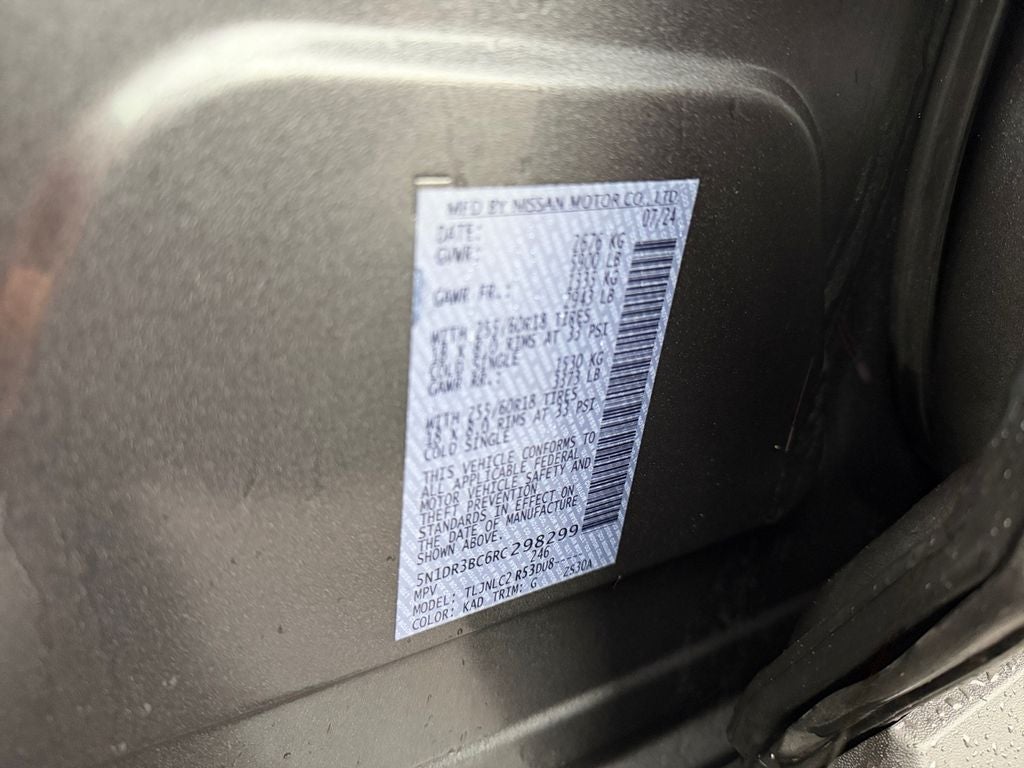 MFD BY NISSAN MOTOR CO., LTD
DATE: 07/24
GVWR: 2676 KG
5900 LB
GAWR FR.: 1335 KG
2943 LB
WITH 255/60R18 TIRES
18 X 8.0 RIMS AT 33 PSI
COLD SINGLE
GAWR RR.: 1530 KG
3373 LB
WITH 255/60R18 TIRES
18 X 8.0 RIMS AT 33 PSI
COLD SINGLE
THIS VEHICLE CONFORMS TO
ALL APPLICABLE FEDERAL
MOTOR VEHICLE SAFETY AND
THEFT PREVENTION
STANDARDS IN EFFECT ON
THE DATE OF MANUFACTURE
SHOWN ABOVE.
5N1DR3BC6RC298299
MPV 246
MODEL: TLJNLC2 R53DU8----
COLOR: KAD TRIM: G ZS30A